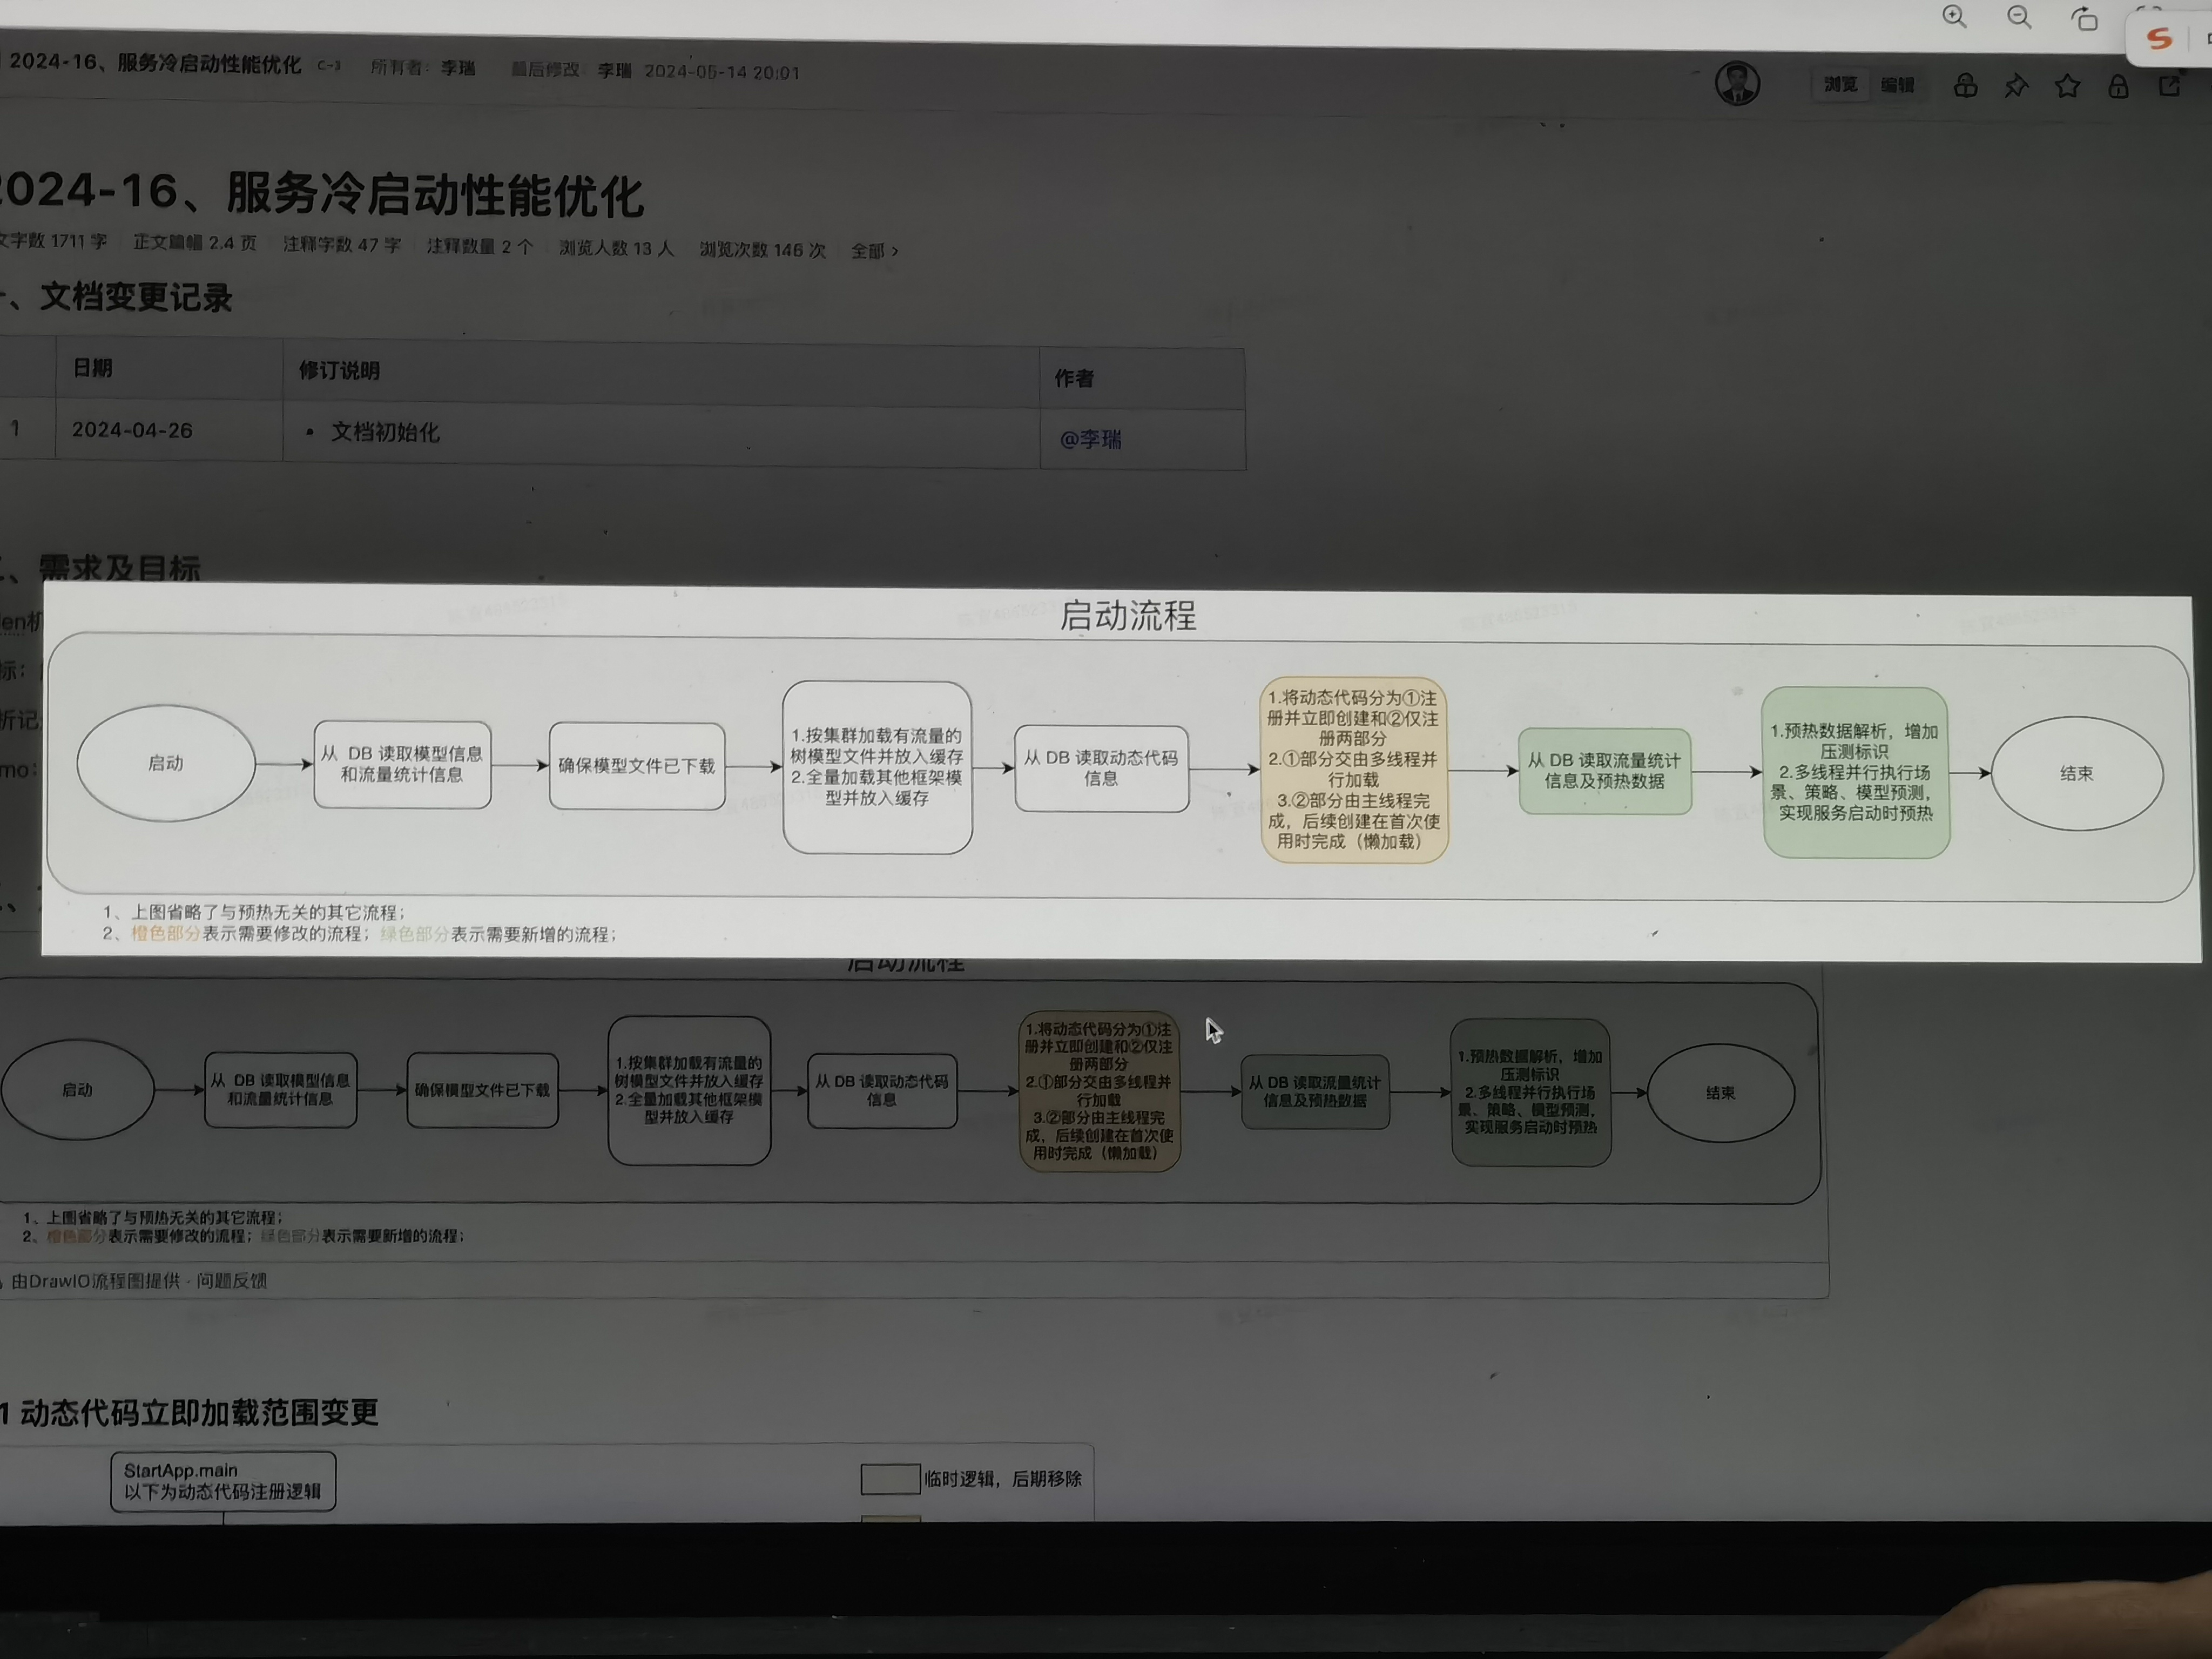 2024-16、服务冷启动性能优化 C-3 所有者: 李瑞 最后修改: 李瑞 2024-05-14 20:01
浏览 编辑
2024-16、服务冷启动性能优化
文字数 1711 字 正文篇幅 2.4 页 注释字数 47 字 注释数量 2 个 浏览人数 13 人 浏览次数 146 次 全部 >
、文档变更记录
日期 修订说明 作者
1 2024-04-26 • 文档初始化 @李瑞
、需求及目标
启动流程
启动
从 DB 读取模型信息
和流量统计信息
确保模型文件已下载
1.按集群加载有流量的
树模型文件并放入缓存
2.全量加载其他框架模
型并放入缓存
从 DB 读取动态代码
信息
1.将动态代码分为①注
册并立即创建和②仅注
册两部分
2.①部分交由多线程并
行加载
3.②部分由主线程完
成，后续创建在首次使
用时完成（懒加载）
从 DB 读取流量统计
信息及预热数据
1.预热数据解析，增加
压测标识
2.多线程并行执行场
景、策略、模型预测，
实现服务启动时预热
结束
1、上图省略了与预热无关的其它流程；
2、橙色部分表示需要修改的流程；绿色部分表示需要新增的流程；
启动流程
启动
从 DB 读取模型信息
和流量统计信息
确保模型文件已下载
1.按集群加载有流量的
树模型文件并放入缓存
2.全量加载其他框架模
型并放入缓存
从 DB 读取动态代码
信息
1.将动态代码分为①注
册并立即创建和②仅注
册两部分
2.①部分交由多线程并
行加载
3.②部分由主线程完
成，后续创建在首次使
用时完成（懒加载）
从 DB 读取流量统计
信息及预热数据
1.预热数据解析，增加
压测标识
2.多线程并行执行场
景、策略、模型预测，
实现服务启动时预热
结束
1、上图省略了与预热无关的其它流程；
2、橙色部分表示需要修改的流程；绿色部分表示需要新增的流程；
由DrawIO流程图提供 · 问题反馈
1 动态代码立即加载范围变更
StartApp.main
以下为动态代码注册逻辑
临时逻辑，后期移除